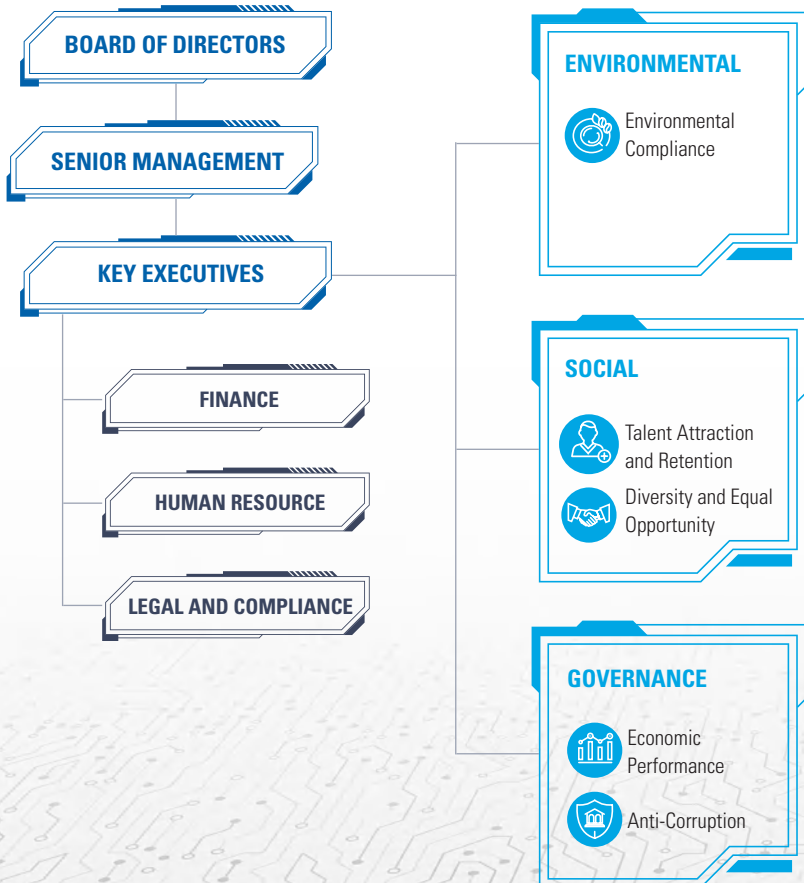 BOARD OF DIRECTORS
SENIOR MANAGEMENT
KEY EXECUTIVES
FINANCE
HUMAN RESOURCE
LEGAL AND COMPLIANCE
ENVIRONMENTAL
Environmental
Compliance
SOCIAL
Talent Attraction
and Retention
Diversity and Equal
Opportunity
GOVERNANCE
Economic
Performance
Anti-Corruption